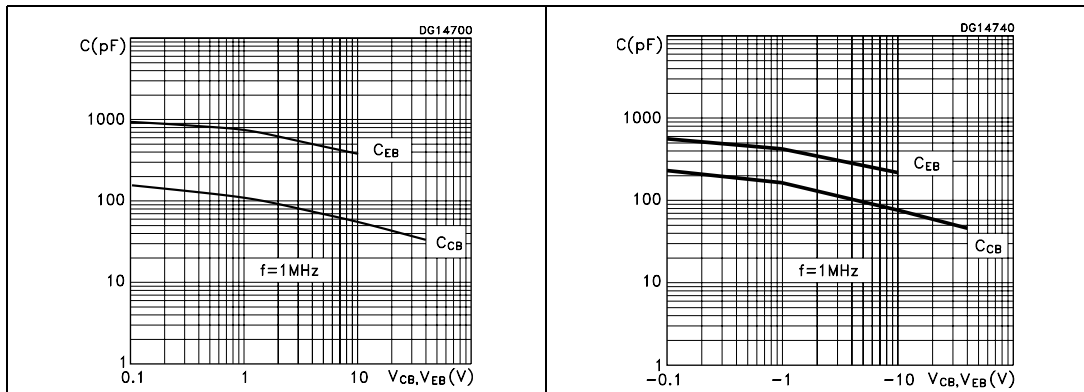 DG14700
C(pF)
1000
C_EB
100
C_CB
10
f=1MHz
1
0.1
1
10
V_CB,V_EB(V)
DG14740
C(pF)
1000
C_EB
100
C_CB
10
f=1MHz
1
-0.1
-1
-10
V_CB,V_EB(V)